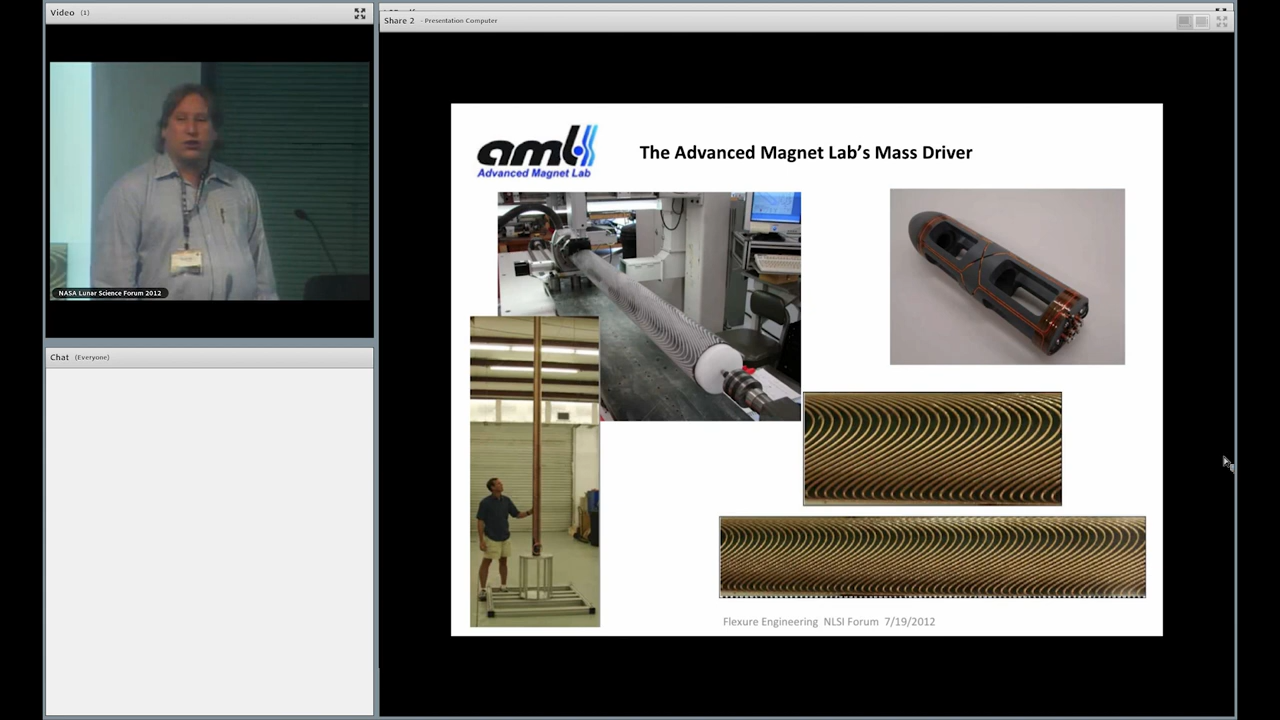 Video (1)
Share 2 - Presentation Computer
NASA Lunar Science Forum 2012
Chat (Everyone)
aml
Advanced Magnet Lab
The Advanced Magnet Lab's Mass Driver
Flexure Engineering NLSI Forum 7/19/2012